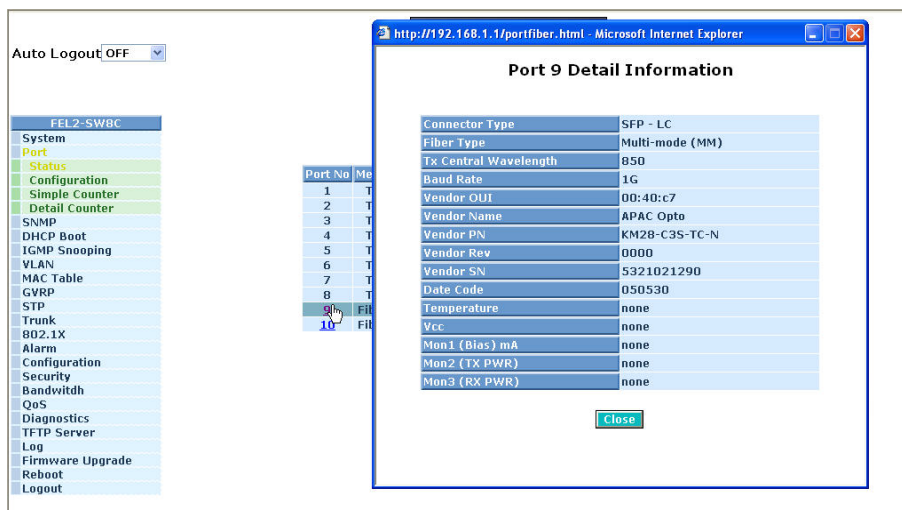 http://192.168.1.1/portfiber.html - Microsoft Internet Explorer
Auto Logout OFF
Port 9 Detail Information
FEL2-SW8C
System
Port
Status
Configuration
Simple Counter
Detail Counter
SNMP
DHCP Boot
IGMP Snooping
VLAN
MAC Table
GVRP
STP
Trunk
802.1X
Alarm
Configuration
Security
Bandwitdh
QoS
Diagnostics
TFTP Server
Log
Firmware Upgrade
Reboot
Logout
Port No Me
1 T
2 T
3 T
4 T
5 T
6 T
7 T
8 T
9 Fib
10 Fib
Connector Type SFP - LC
Fiber Type Multi-mode (MM)
Tx Central Wavelength 850
Baud Rate 1G
Vendor OUI 00:40:c7
Vendor Name APAC Opto
Vendor PN KM28-C3S-TC-N
Vendor Rev 0000
Vendor SN 5321021290
Date Code 050530
Temperature none
Vcc none
Mon1 (Bias) mA none
Mon2 (TX PWR) none
Mon3 (RX PWR) none
Close